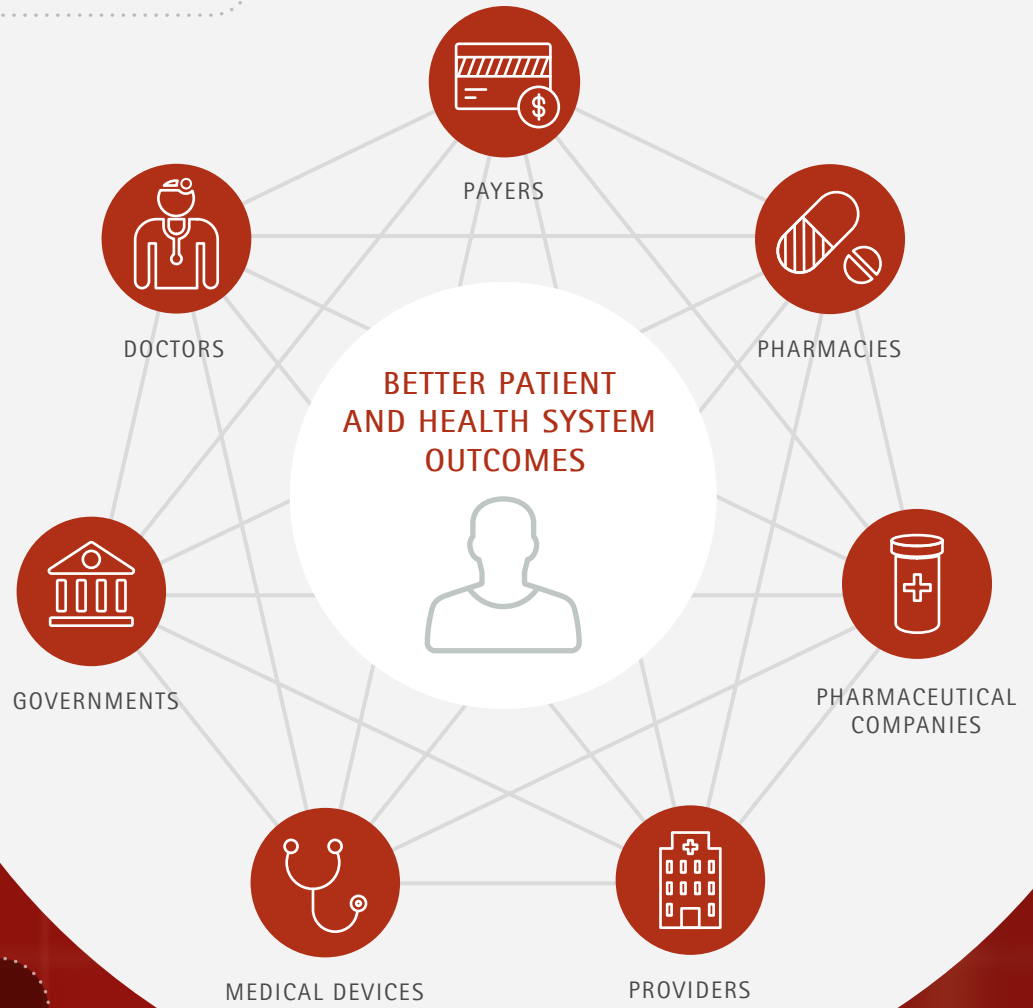 $
PAYERS
DOCTORS
PHARMACIES
BETTER PATIENT
AND HEALTH SYSTEM
OUTCOMES
GOVERNMENTS
PHARMACEUTICAL
COMPANIES
MEDICAL DEVICES
PROVIDERS